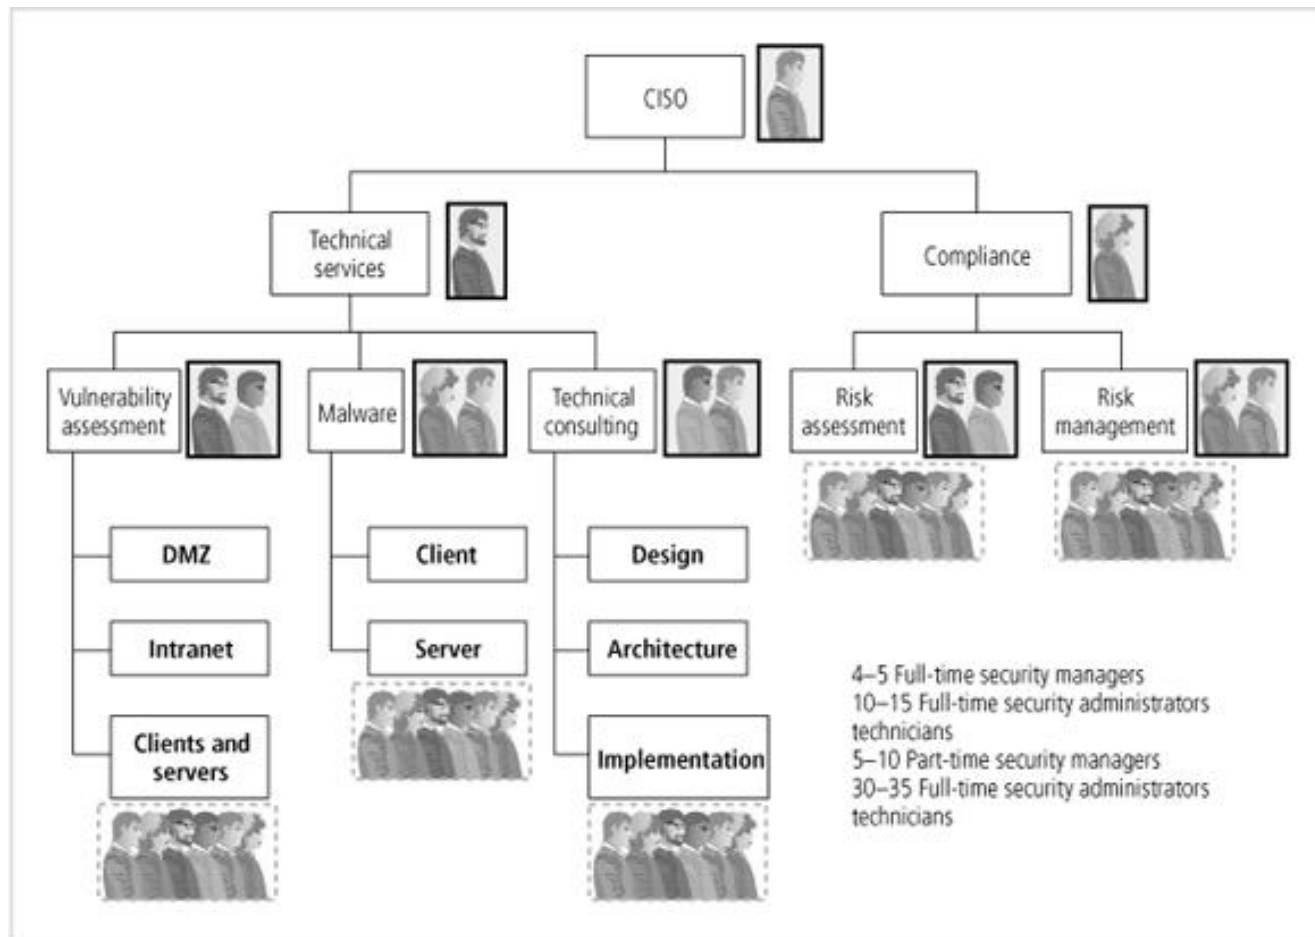 CISO
Technical
services
Compliance
Vulnerability
assessment
Malware
Technical
consulting
Risk
assessment
Risk
management
DMZ
Client
Design
Intranet
Server
Architecture
Clients and
servers
Implementation
4–5 Full-time security managers
10–15 Full-time security administrators
technicians
5–10 Part-time security managers
30–35 Full-time security administrators
technicians